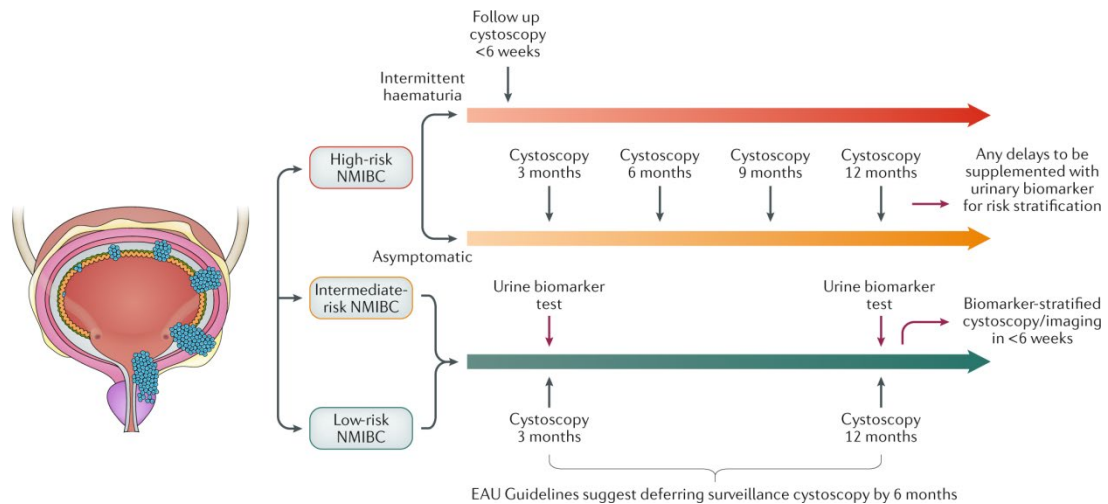 Follow up
cystoscopy
<6 weeks
Intermittent
haematuria
High-risk
NMIBC
Cystoscopy
3 months
Cystoscopy
6 months
Cystoscopy
9 months
Cystoscopy
12 months
Any delays to be
supplemented with
urinary biomarker
for risk stratification
Asymptomatic
Intermediate-
risk NMIBC
Urine biomarker
test
Urine biomarker
test
Biomarker-stratified
cystoscopy/imaging
in <6 weeks
Low-risk
NMIBC
Cystoscopy
3 months
Cystoscopy
12 months
EAU Guidelines suggest deferring surveillance cystoscopy by 6 months